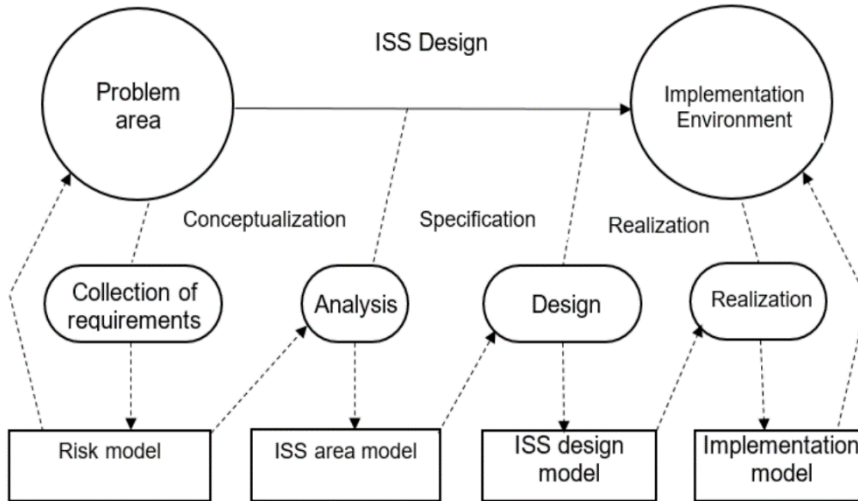 ISS Design
Problem
area
Implementation
Environment
Conceptualization
Specification
Realization
Collection of
requirements
Analysis
Design
Realization
Risk model
ISS area model
ISS design
model
Implementation
model